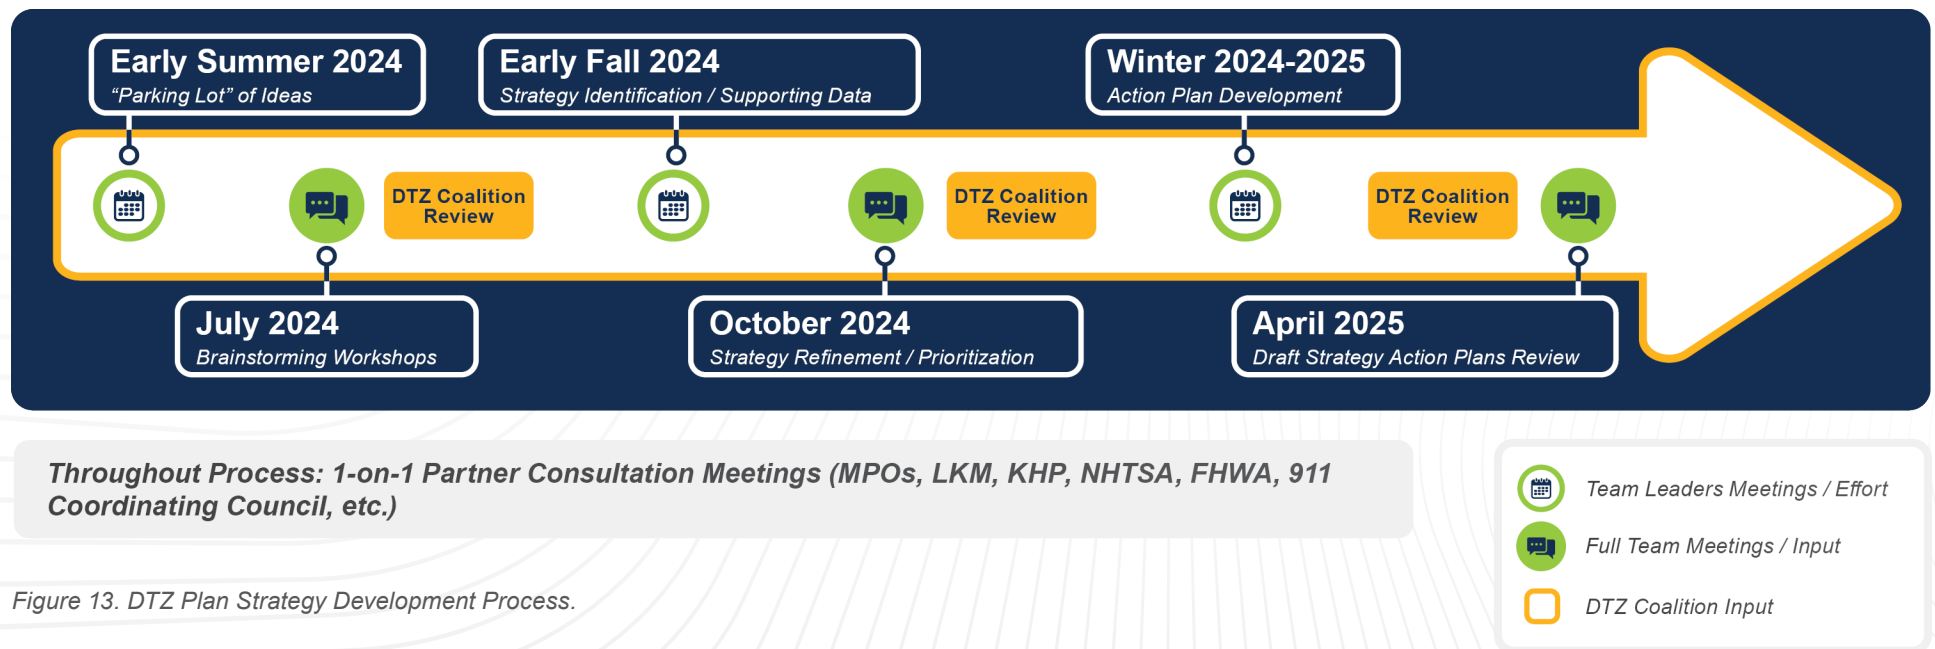 Early Summer 2024
“Parking Lot” of Ideas
Early Fall 2024
Strategy Identification / Supporting Data
Winter 2024-2025
Action Plan Development
DTZ Coalition
Review
DTZ Coalition
Review
DTZ Coalition
Review
July 2024
Brainstorming Workshops
October 2024
Strategy Refinement / Prioritization
April 2025
Draft Strategy Action Plans Review
Throughout Process: 1-on-1 Partner Consultation Meetings (MPOs, LKM, KHP, NHTSA, FHWA, 911
Coordinating Council, etc.)
Team Leaders Meetings / Effort
Full Team Meetings / Input
DTZ Coalition Input
Figure 13. DTZ Plan Strategy Development Process.